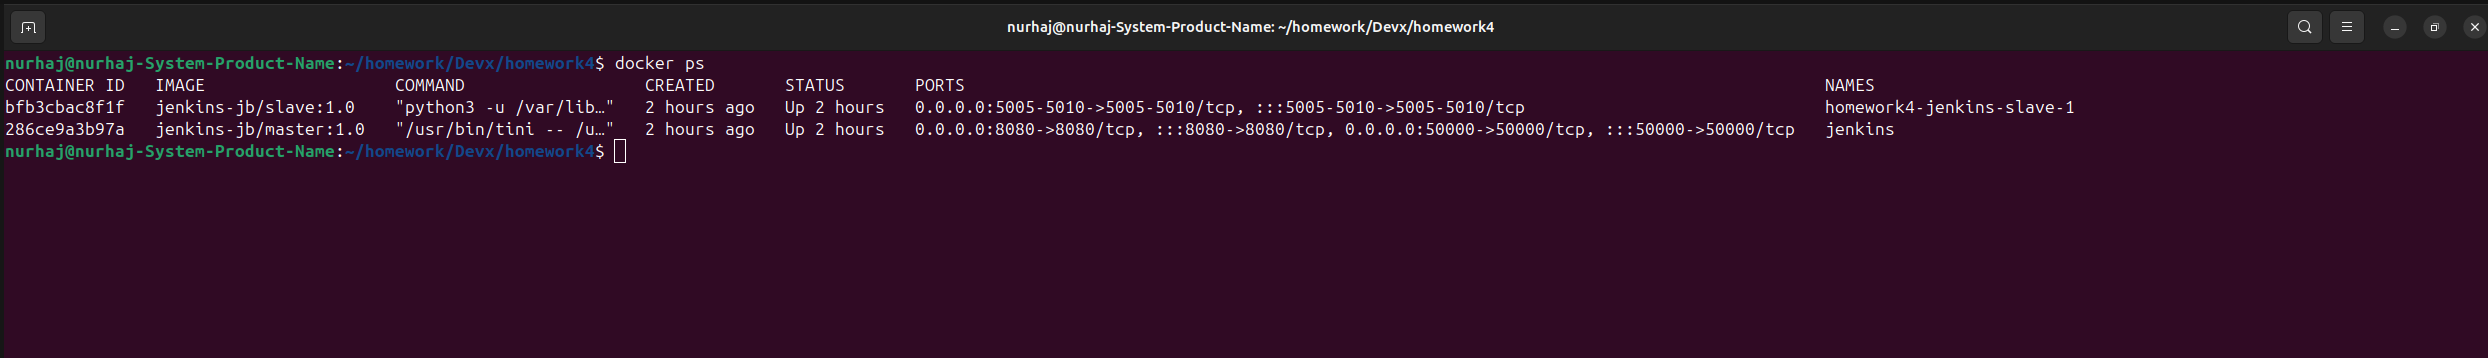 nurhaj@nurhaj-System-Product-Name: ~/homework/Devx/homework4
nurhaj@nurhaj-System-Product-Name:~/homework/Devx/homework4$ docker ps
CONTAINER ID   IMAGE                   COMMAND                  CREATED       STATUS       PORTS                                                                                      NAMES
bfb3cbac8f1f   jenkins-jb/slave:1.0    "python3 -u /var/lib…"   2 hours ago   Up 2 hours   0.0.0.0:5005-5010->5005-5010/tcp, :::5005-5010->5005-5010/tcp                              homework4-jenkins-slave-1
286ce9a3b97a   jenkins-jb/master:1.0   "/usr/bin/tini -- /u…"   2 hours ago   Up 2 hours   0.0.0.0:8080->8080/tcp, :::8080->8080/tcp, 0.0.0.0:50000->50000/tcp, :::50000->50000/tcp   jenkins
nurhaj@nurhaj-System-Product-Name:~/homework/Devx/homework4$